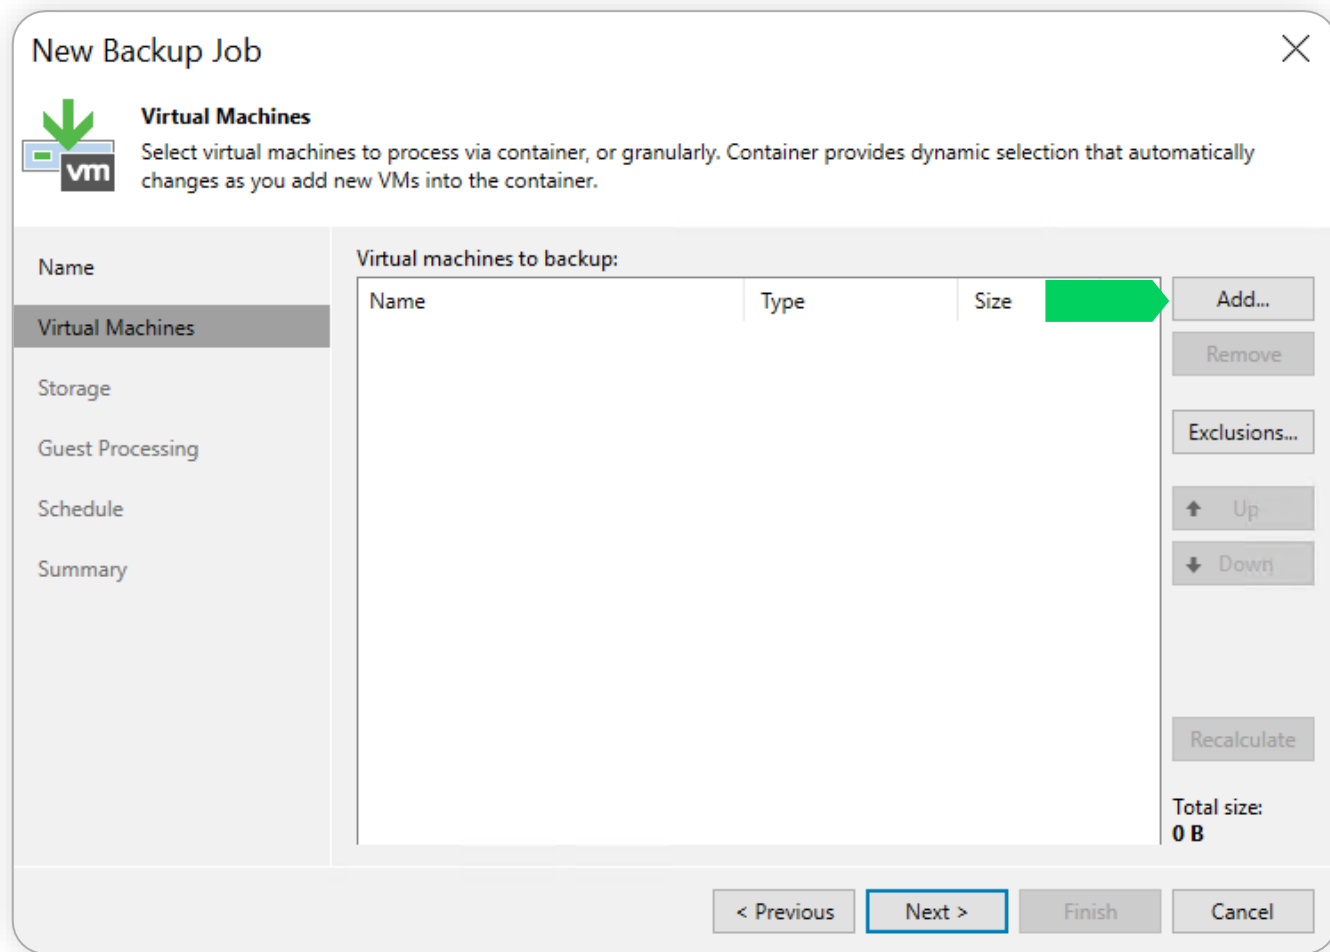 New Backup Job
vm
Virtual Machines
Select virtual machines to process via container, or granularly. Container provides dynamic selection that automatically
changes as you add new VMs into the container.
Name
Virtual Machines
Storage
Guest Processing
Schedule
Summary
Virtual machines to backup:
Name Type Size
Add...
Remove
Exclusions...
Up
Down
Recalculate
Total size:
0 B
< Previous Next > Finish Cancel